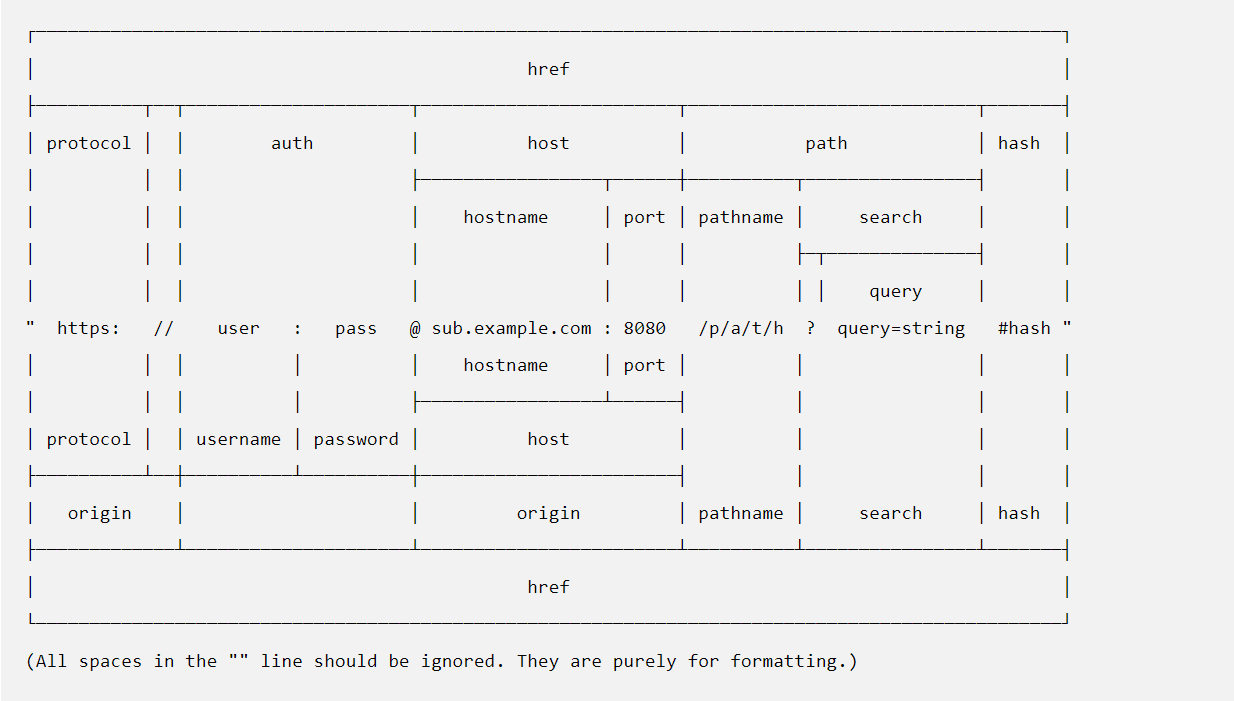 href
protocol auth host path hash
hostname port pathname search
query
" https: // user : pass @ sub.example.com : 8080 /p/a/t/h ? query=string #hash "
hostname port
protocol username password host
origin origin pathname search hash
href
(All spaces in the "" line should be ignored. They are purely for formatting.)